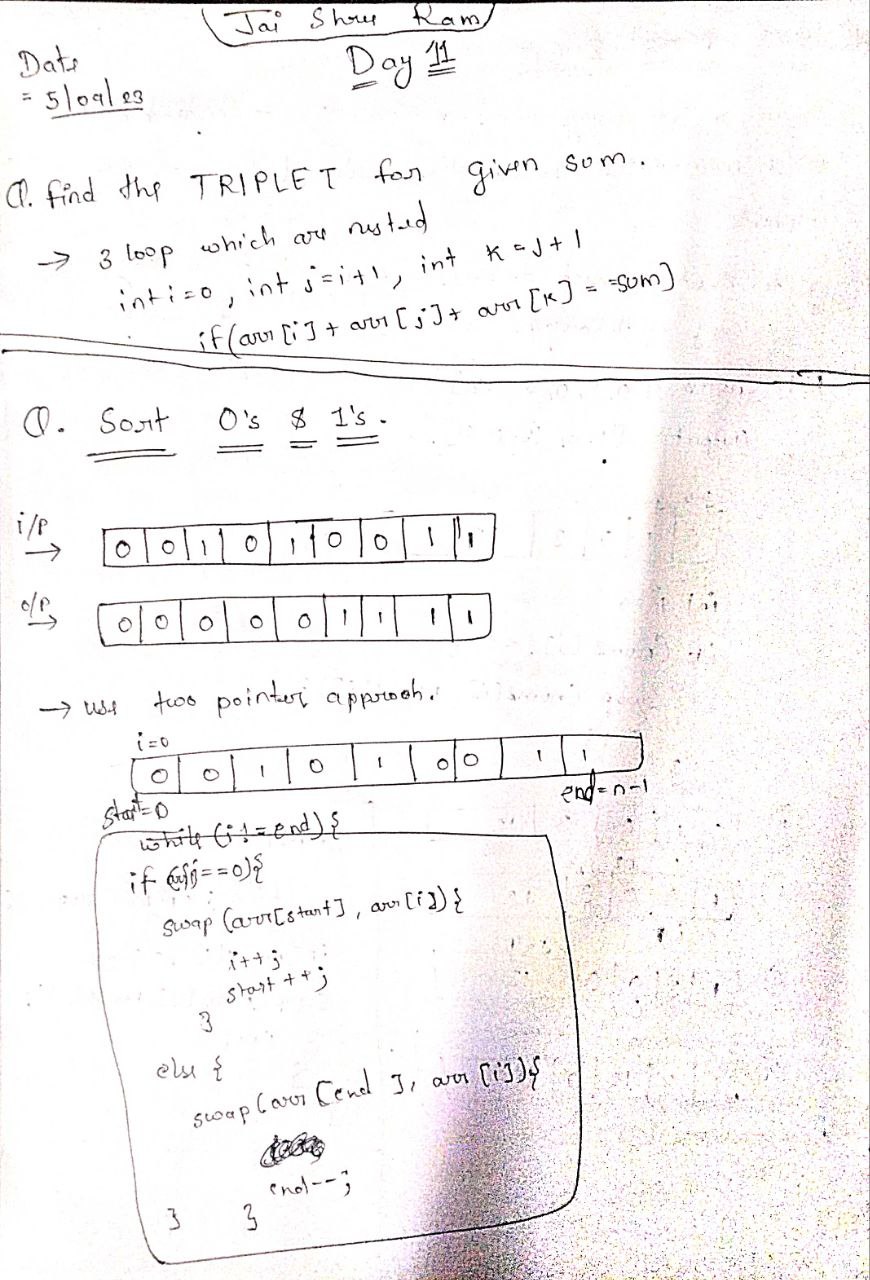 Jai Shree Ram
Day 11
Date
= 5/09/23
Q. find the TRIPLET for given sum.
→ 3 loop which are nested
int i=0, int j=i+1, int K=J+1
if(arr[i]+arr[j]+arr[K]==sum)
Q. Sort 0's & 1's.
i/p → 0 0 1 0 1 0 0 1 1
o/p → 0 0 0 0 0 1 1 1 1
→ use two pointer approch.
i=0
0 0 1 0 1 0 0 1 1
start=0 end=n-1
while (i!=end){
if (arr[i]==0){
swap (arr[start], arr[i]){
i++;
start++;
}
else {
swap(arr[end], arr[i]){
end--;
} }